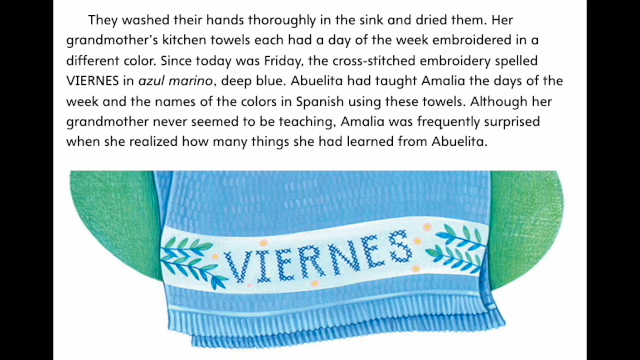 They washed their hands thoroughly in the sink and dried them. Her
grandmother's kitchen towels each had a day of the week embroidered in a
different color. Since today was Friday, the cross-stitched embroidery spelled
VIERNES in azul marino, deep blue. Abuelita had taught Amalia the days of the
week and the names of the colors in Spanish using these towels. Although her
grandmother never seemed to be teaching, Amalia was frequently surprised
when she realized how many things she had learned from Abuelita.
VIERNES